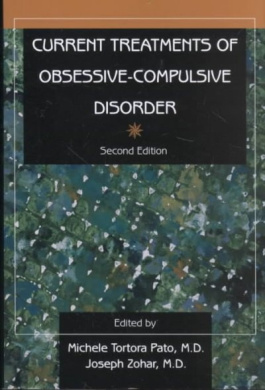 CURRENT TREATMENTS OF
OBSESSIVE-COMPULSIVE
DISORDER
Second Edition
Edited by
Michele Tortora Pato, M.D.
Joseph Zohar, M.D.